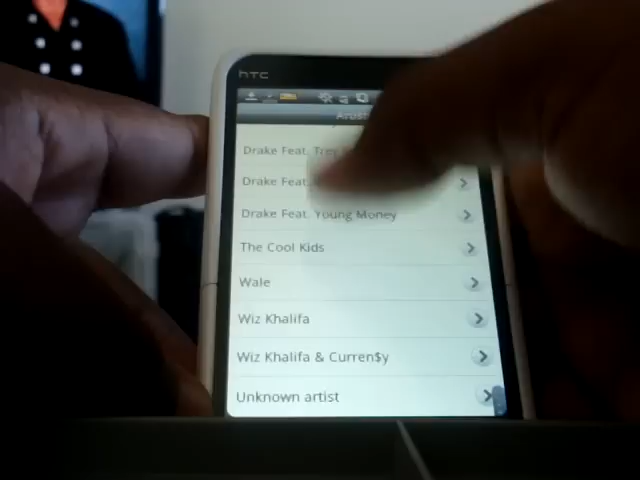 hTC
Drake Feat.
Drake Feat.
Drake Feat. Young Money
The Cool Kids
Wale
Wiz Khalifa
Wiz Khalifa & Curren$y
Unknown artist